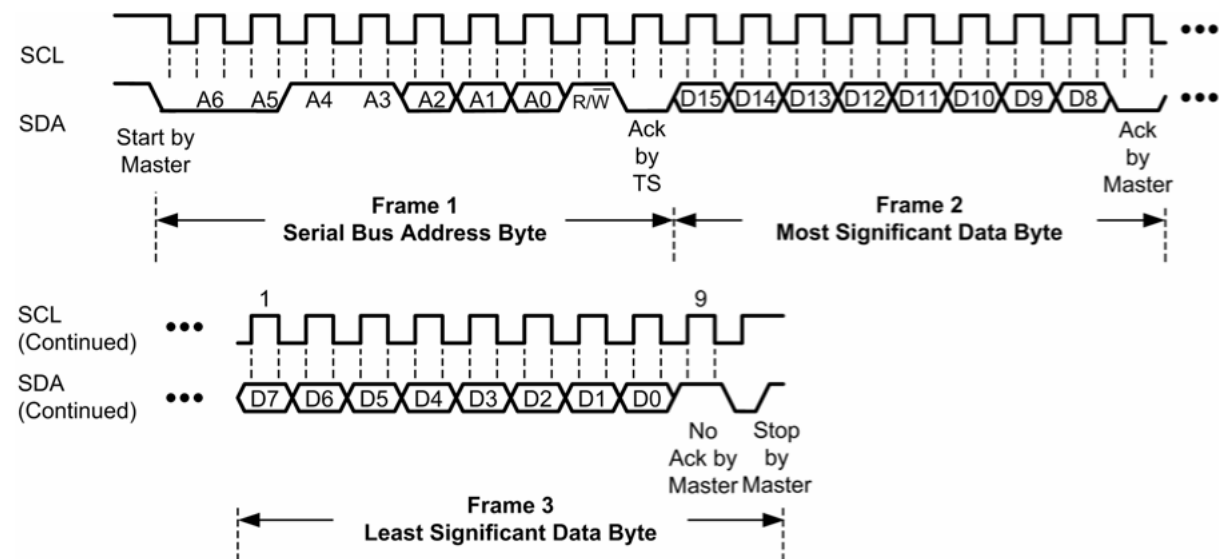 SCL
SDA
A6 A5 A4 A3 A2 A1 A0 R/W̅ D15 D14 D13 D12 D11 D10 D9 D8
Start by
Master
Ack
by
TS
Ack
by
Master
Frame 1
Serial Bus Address Byte
Frame 2
Most Significant Data Byte
1 9
SCL
(Continued)
SDA
(Continued)
D7 D6 D5 D4 D3 D2 D1 D0
No
Ack by
Master
Stop
by
Master
Frame 3
Least Significant Data Byte